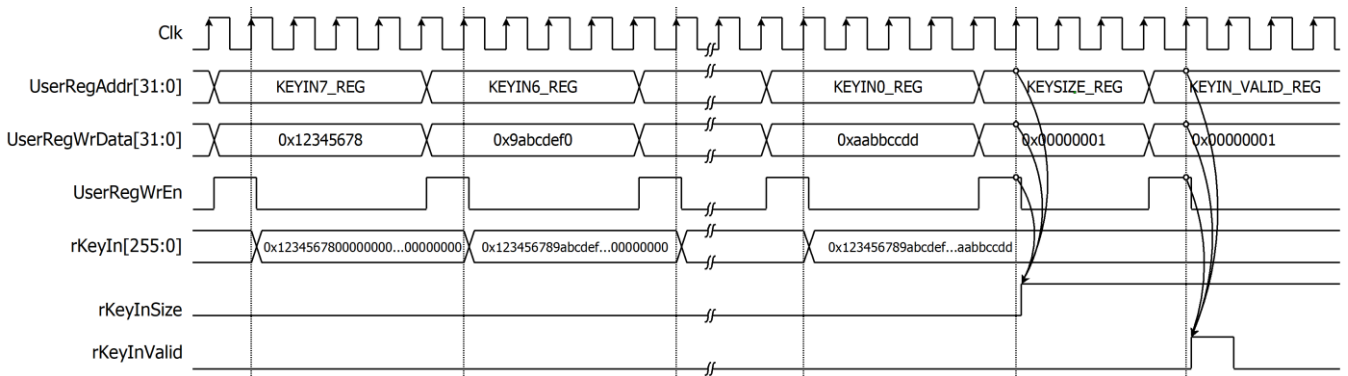 Clk
UserRegAddr[31:0] KEYIN7_REG KEYIN6_REG KEYIN0_REG KEYSIZE_REG KEYIN_VALID_REG
UserRegWrData[31:0] 0x12345678 0x9abcdef0 0xaabbccdd 0x00000001 0x00000001
UserRegWrEn
rKeyIn[255:0] 0x1234567800000000...00000000 0x123456789abcdef...00000000 0x123456789abcdef...aabbccdd
rKeyInSize
rKeyInValid